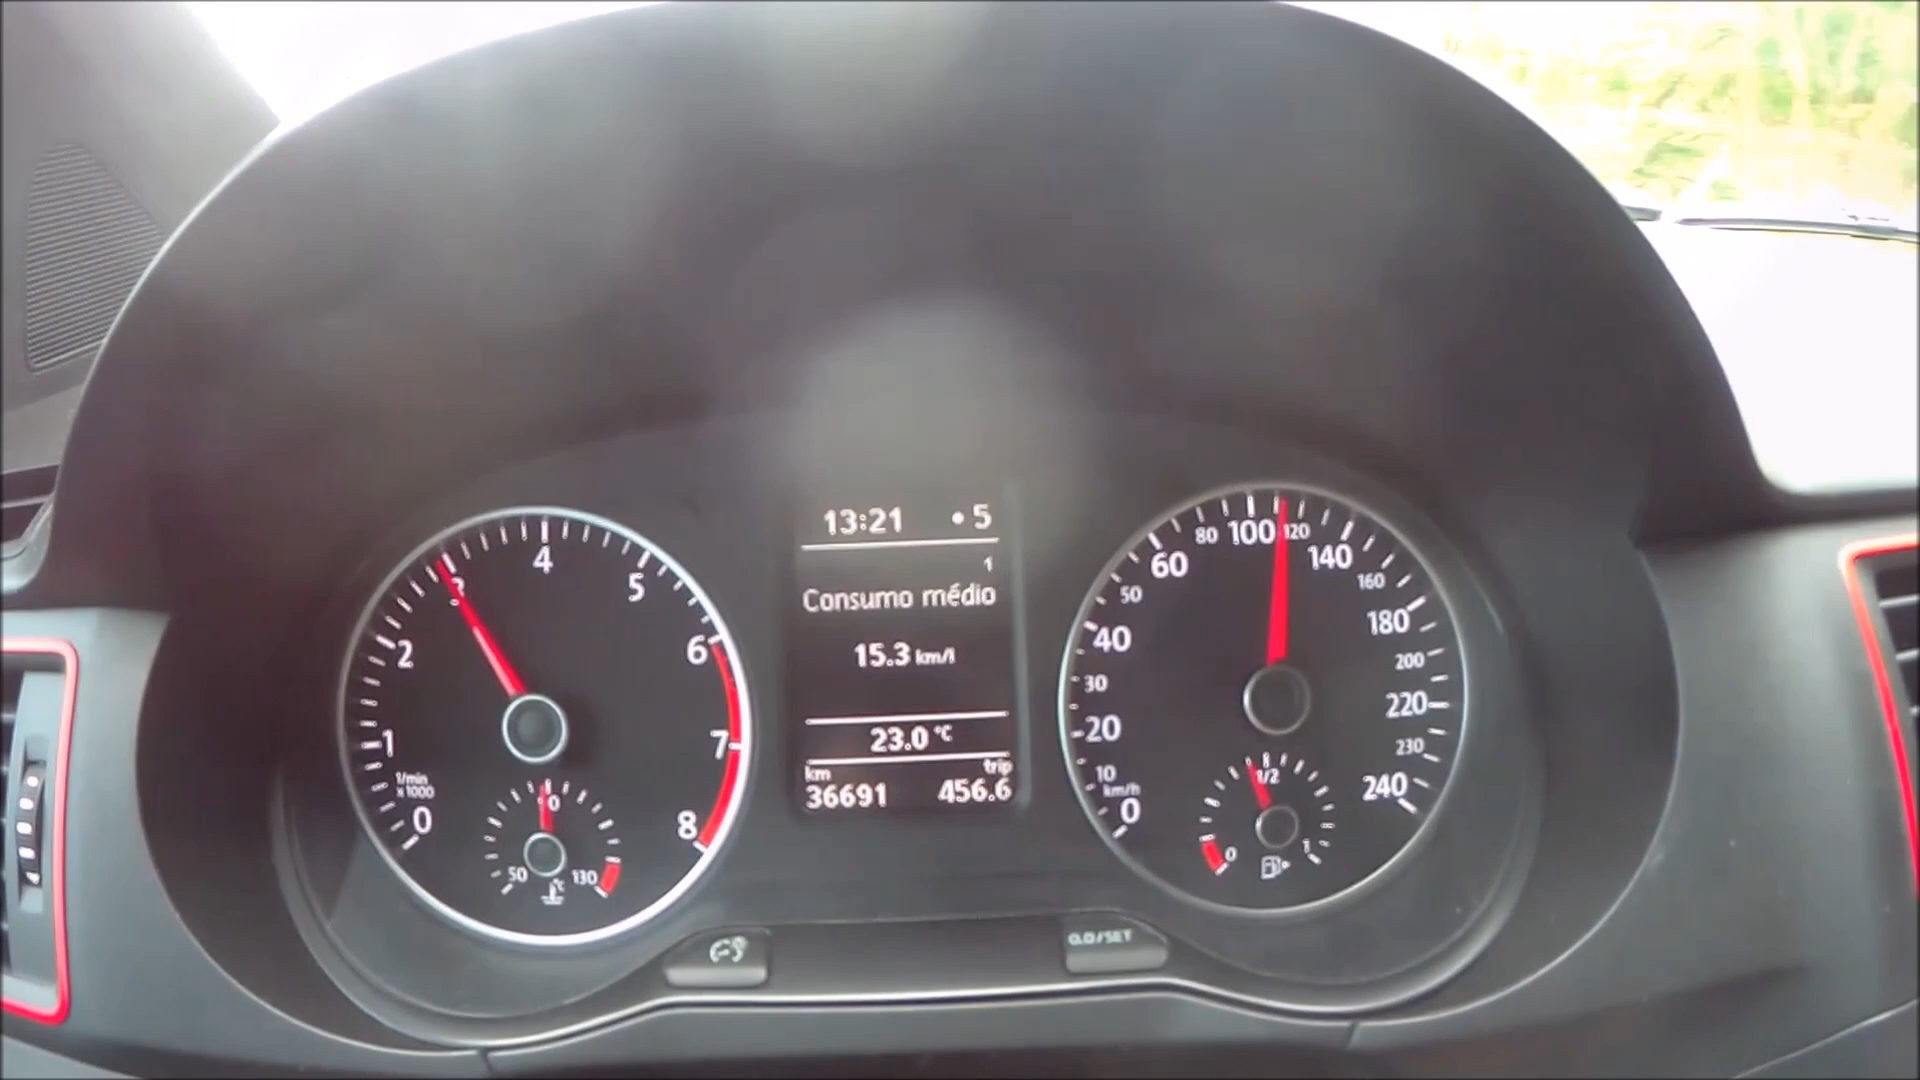 13:21 • 5
1
Consumo médio
15.3 km/l
23.0 °C
km trip
36691 456.6
0 1 2 3 4 5 6 7 8
1/min
x1000
50 130
°C
0 10 20 30 40 50 60 80 100 120 140 160 180 200 220 230 240
km/h
0 1/2 1
0.0/SET